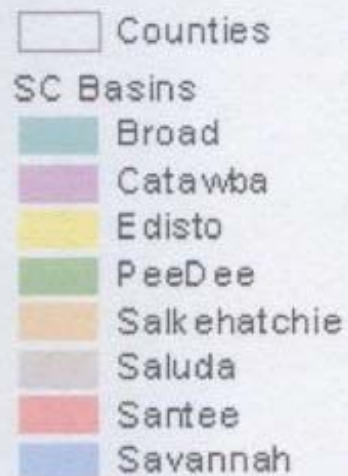 Counties
SC Basins
Broad
Catawba
Edisto
PeeDee
Salkehatchie
Saluda
Santee
Savannah